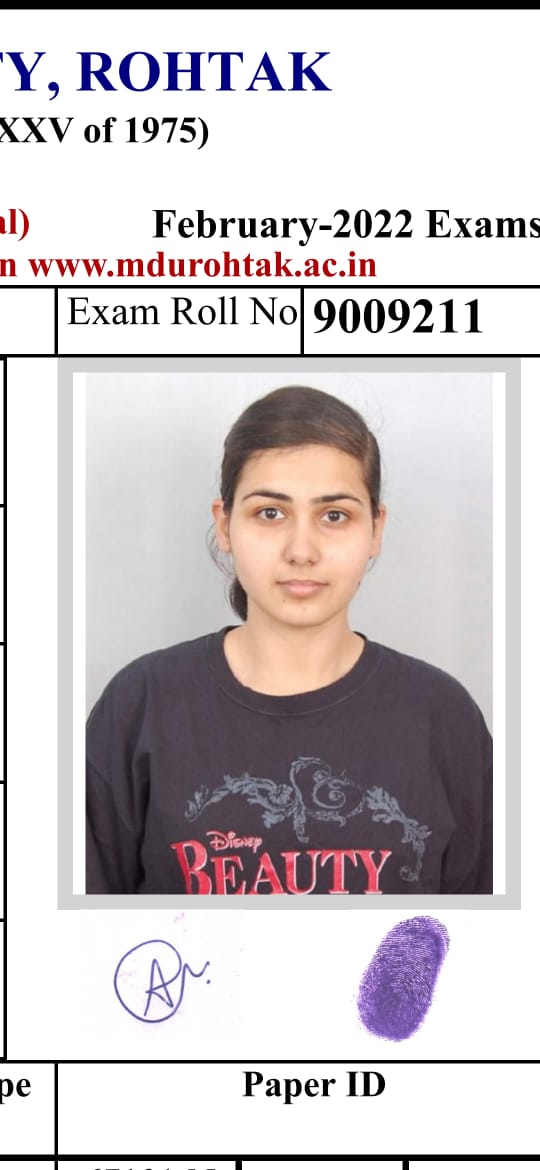 TY, ROHTAK
XXV of 1975)
al) February-2022 Exams
n www.mdurohtak.ac.in
Exam Roll No 9009211
Disney
BEAUTY
pe Paper ID